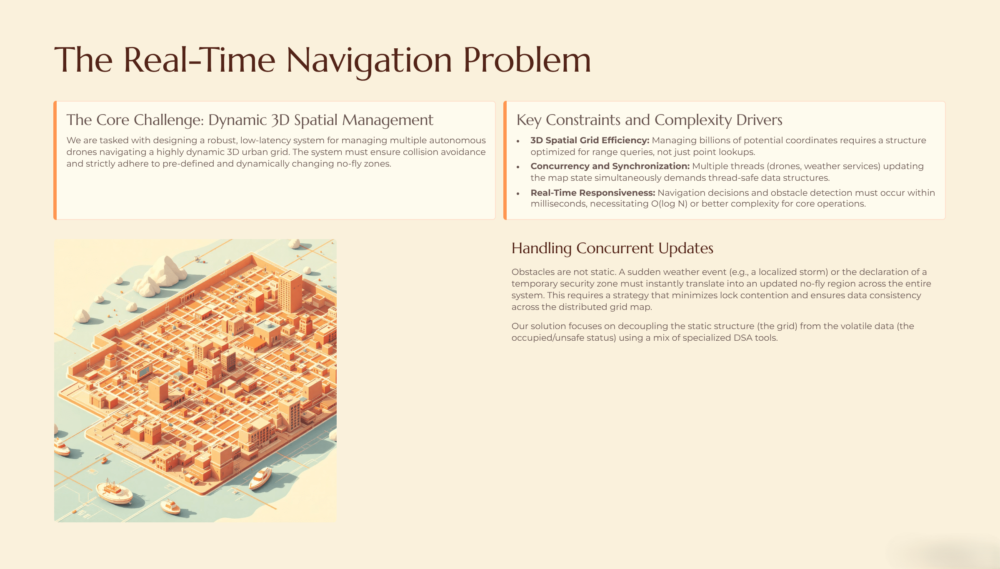 The Real-Time Navigation Problem
The Core Challenge: Dynamic 3D Spatial Management
We are tasked with designing a robust, low-latency system for managing multiple autonomous
drones navigating a highly dynamic 3D urban grid. The system must ensure collision avoidance
and strictly adhere to pre-defined and dynamically changing no-fly zones.
Key Constraints and Complexity Drivers
• 3D Spatial Grid Efficiency: Managing billions of potential coordinates requires a structure
optimized for range queries, not just point lookups.
• Concurrency and Synchronization: Multiple threads (drones, weather services) updating
the map state simultaneously demands thread-safe data structures.
• Real-Time Responsiveness: Navigation decisions and obstacle detection must occur within
milliseconds, necessitating O(log N) or better complexity for core operations.
Handling Concurrent Updates
Obstacles are not static. A sudden weather event (e.g., a localized storm) or the declaration of a
temporary security zone must instantly translate into an updated no-fly region across the entire
system. This requires a strategy that minimizes lock contention and ensures data consistency
across the distributed grid map.
Our solution focuses on decoupling the static structure (the grid) from the volatile data (the
occupied/unsafe status) using a mix of specialized DSA tools.